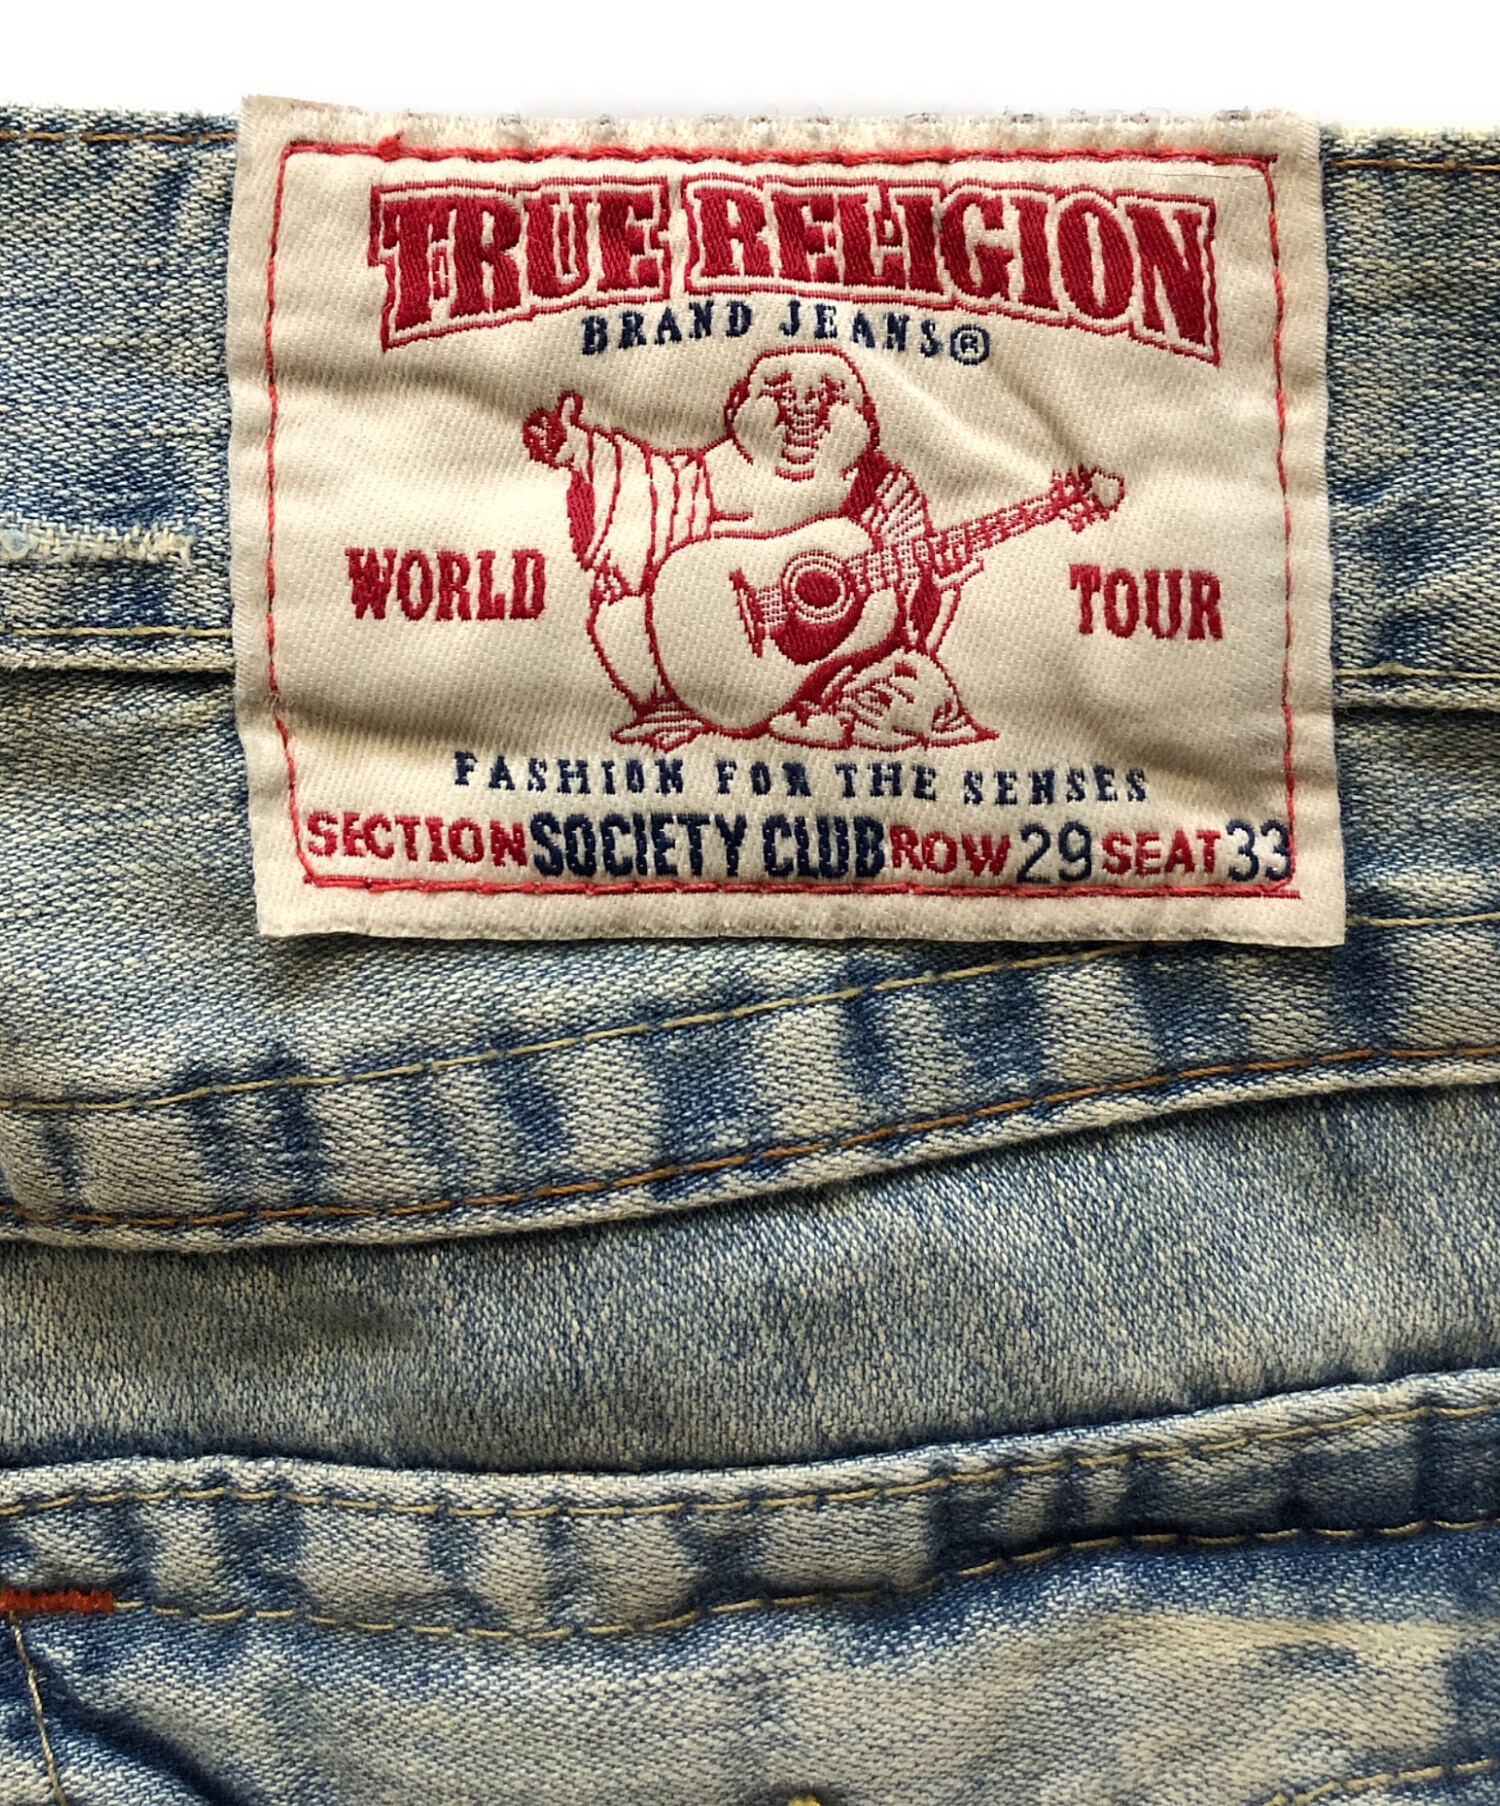 TRUE RELIGION
BRAND JEANS®
WORLD TOUR
FASHION FOR THE SENSES
SECTION SOCIETY CLUB ROW 29 SEAT 33